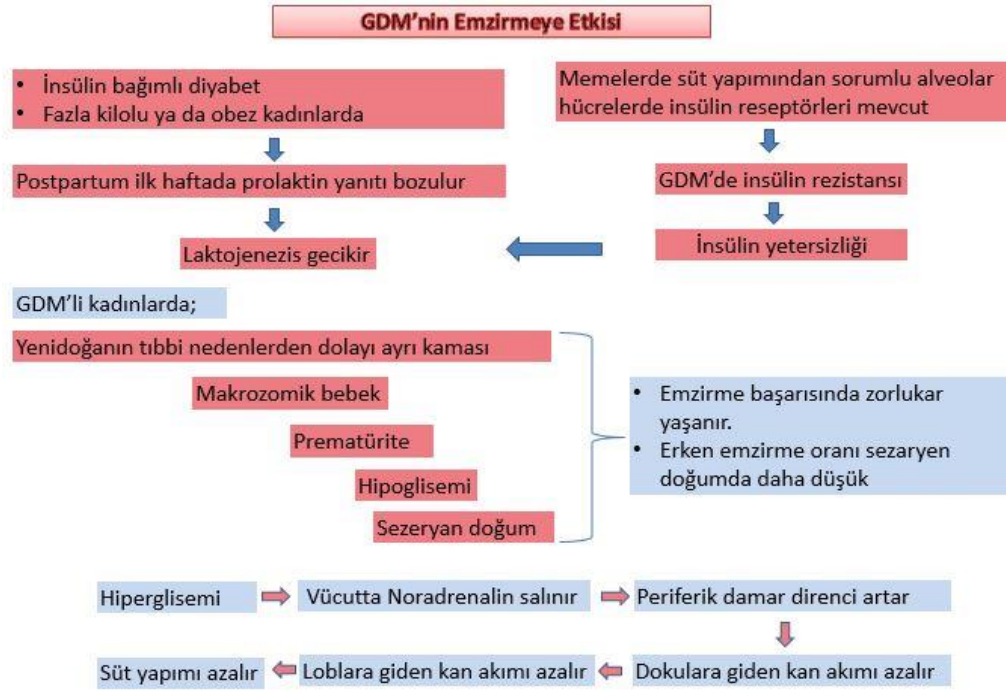 GDM'nin Emzirmeye Etkisi
• İnsülin bağımlı diyabet
• Fazla kilolu ya da obez kadınlarda
Postpartum ilk haftada prolaktin yanıtı bozulur
Laktojenezis gecikir
Memelerde süt yapımından sorumlu alveolar
hücrelerde insülin reseptörleri mevcut
GDM'de insülin rezistansı
İnsülin yetersizliği
GDM'li kadınlarda;
Yenidoğanın tıbbi nedenlerden dolayı ayrı kaması
Makrozomik bebek
Prematürite
Hipoglisemi
Sezeryan doğum
• Emzirme başarısında zorlukar
yaşanır.
• Erken emzirme oranı sezaryen
doğumda daha düşük
Hiperglisemi
Vücutta Noradrenalin salınır
Periferik damar direnci artar
Dokulara giden kan akımı azalır
Loblara giden kan akımı azalır
Süt yapımı azalır